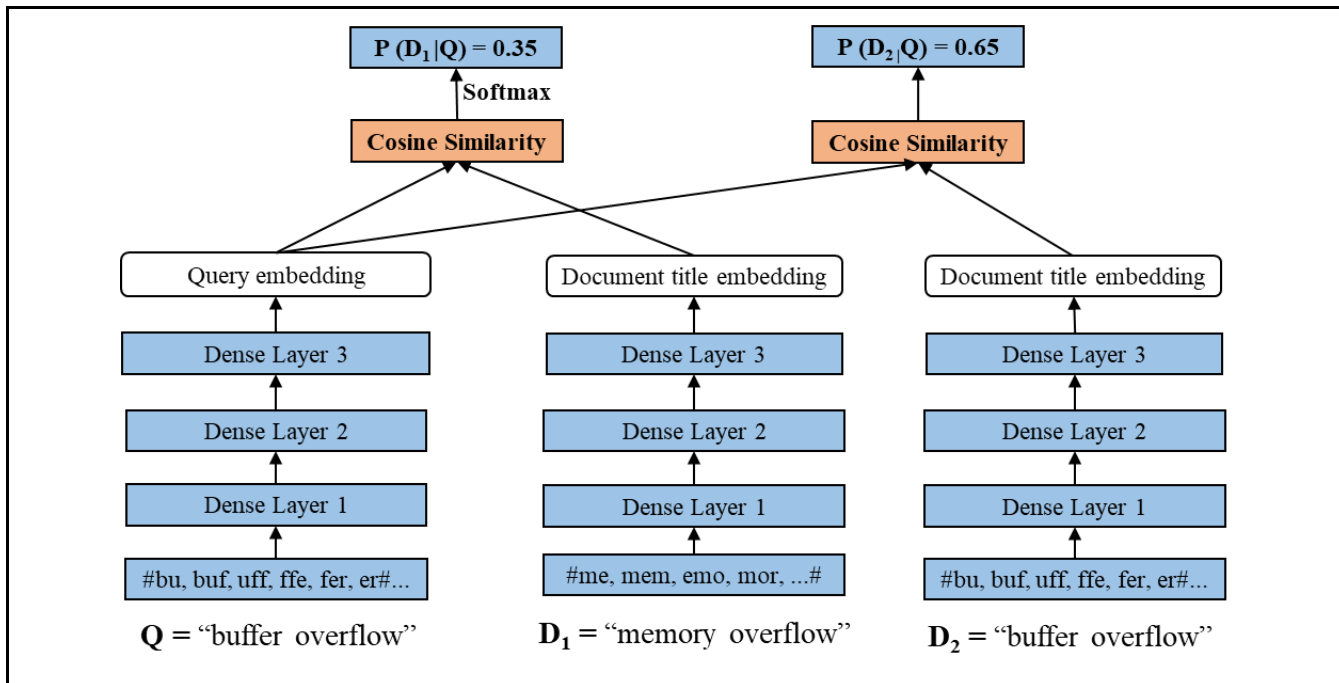 P (D₁|Q) = 0.35
P (D₂|Q) = 0.65
Softmax
Cosine Similarity
Cosine Similarity
Query embedding
Document title embedding
Document title embedding
Dense Layer 3
Dense Layer 3
Dense Layer 3
Dense Layer 2
Dense Layer 2
Dense Layer 2
Dense Layer 1
Dense Layer 1
Dense Layer 1
#bu, buf, uff, ffe, fer, er#...
#me, mem, emo, mor, ...#
#bu, buf, uff, ffe, fer, er#...
Q = “buffer overflow”
D₁ = “memory overflow”
D₂ = “buffer overflow”